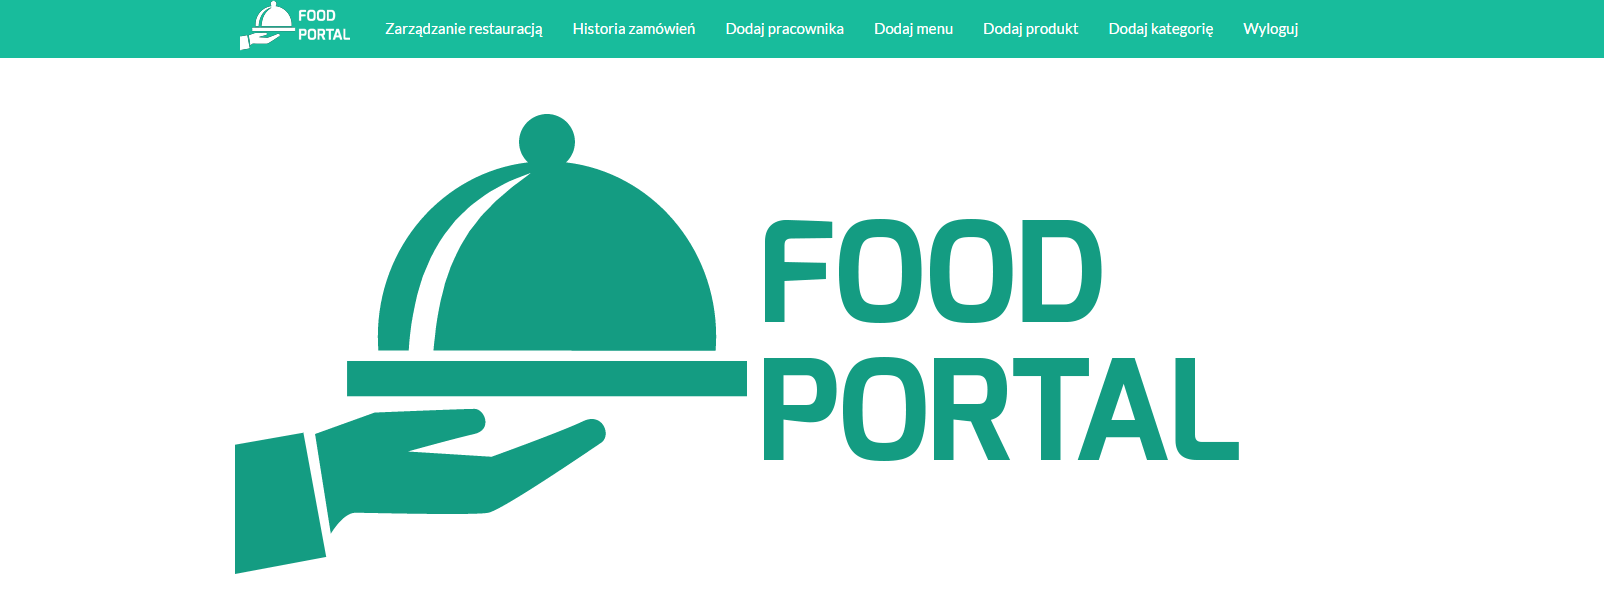 FOOD
PORTAL
Zarządzanie restauracją Historia zamówień Dodaj pracownika Dodaj menu Dodaj produkt Dodaj kategorię Wyloguj
FOOD
PORTAL